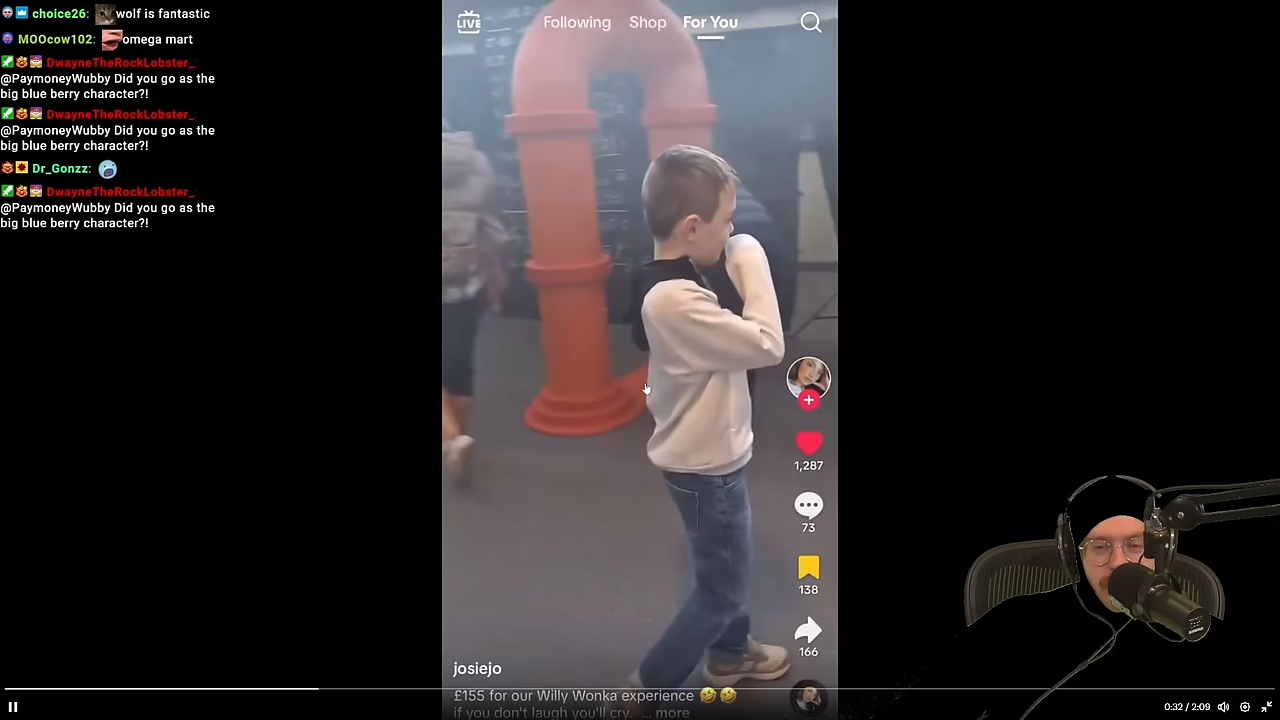 choice26: wolf is fantastic
MOOcow102: omega mart
DwayneTheRockLobster_:
@PaymoneyWubby Did you go as the
big blue berry character?!
DwayneTheRockLobster_:
@PaymoneyWubby Did you go as the
big blue berry character?!
Dr_Gonzz:
DwayneTheRockLobster_:
@PaymoneyWubby Did you go as the
big blue berry character?!
LIVE
Following Shop For You
1,287
73
138
166
josiejo
£155 for our Willy Wonka experience 🤣🤣
if you don't laugh you'll cry. ... more
0:32 / 2:09